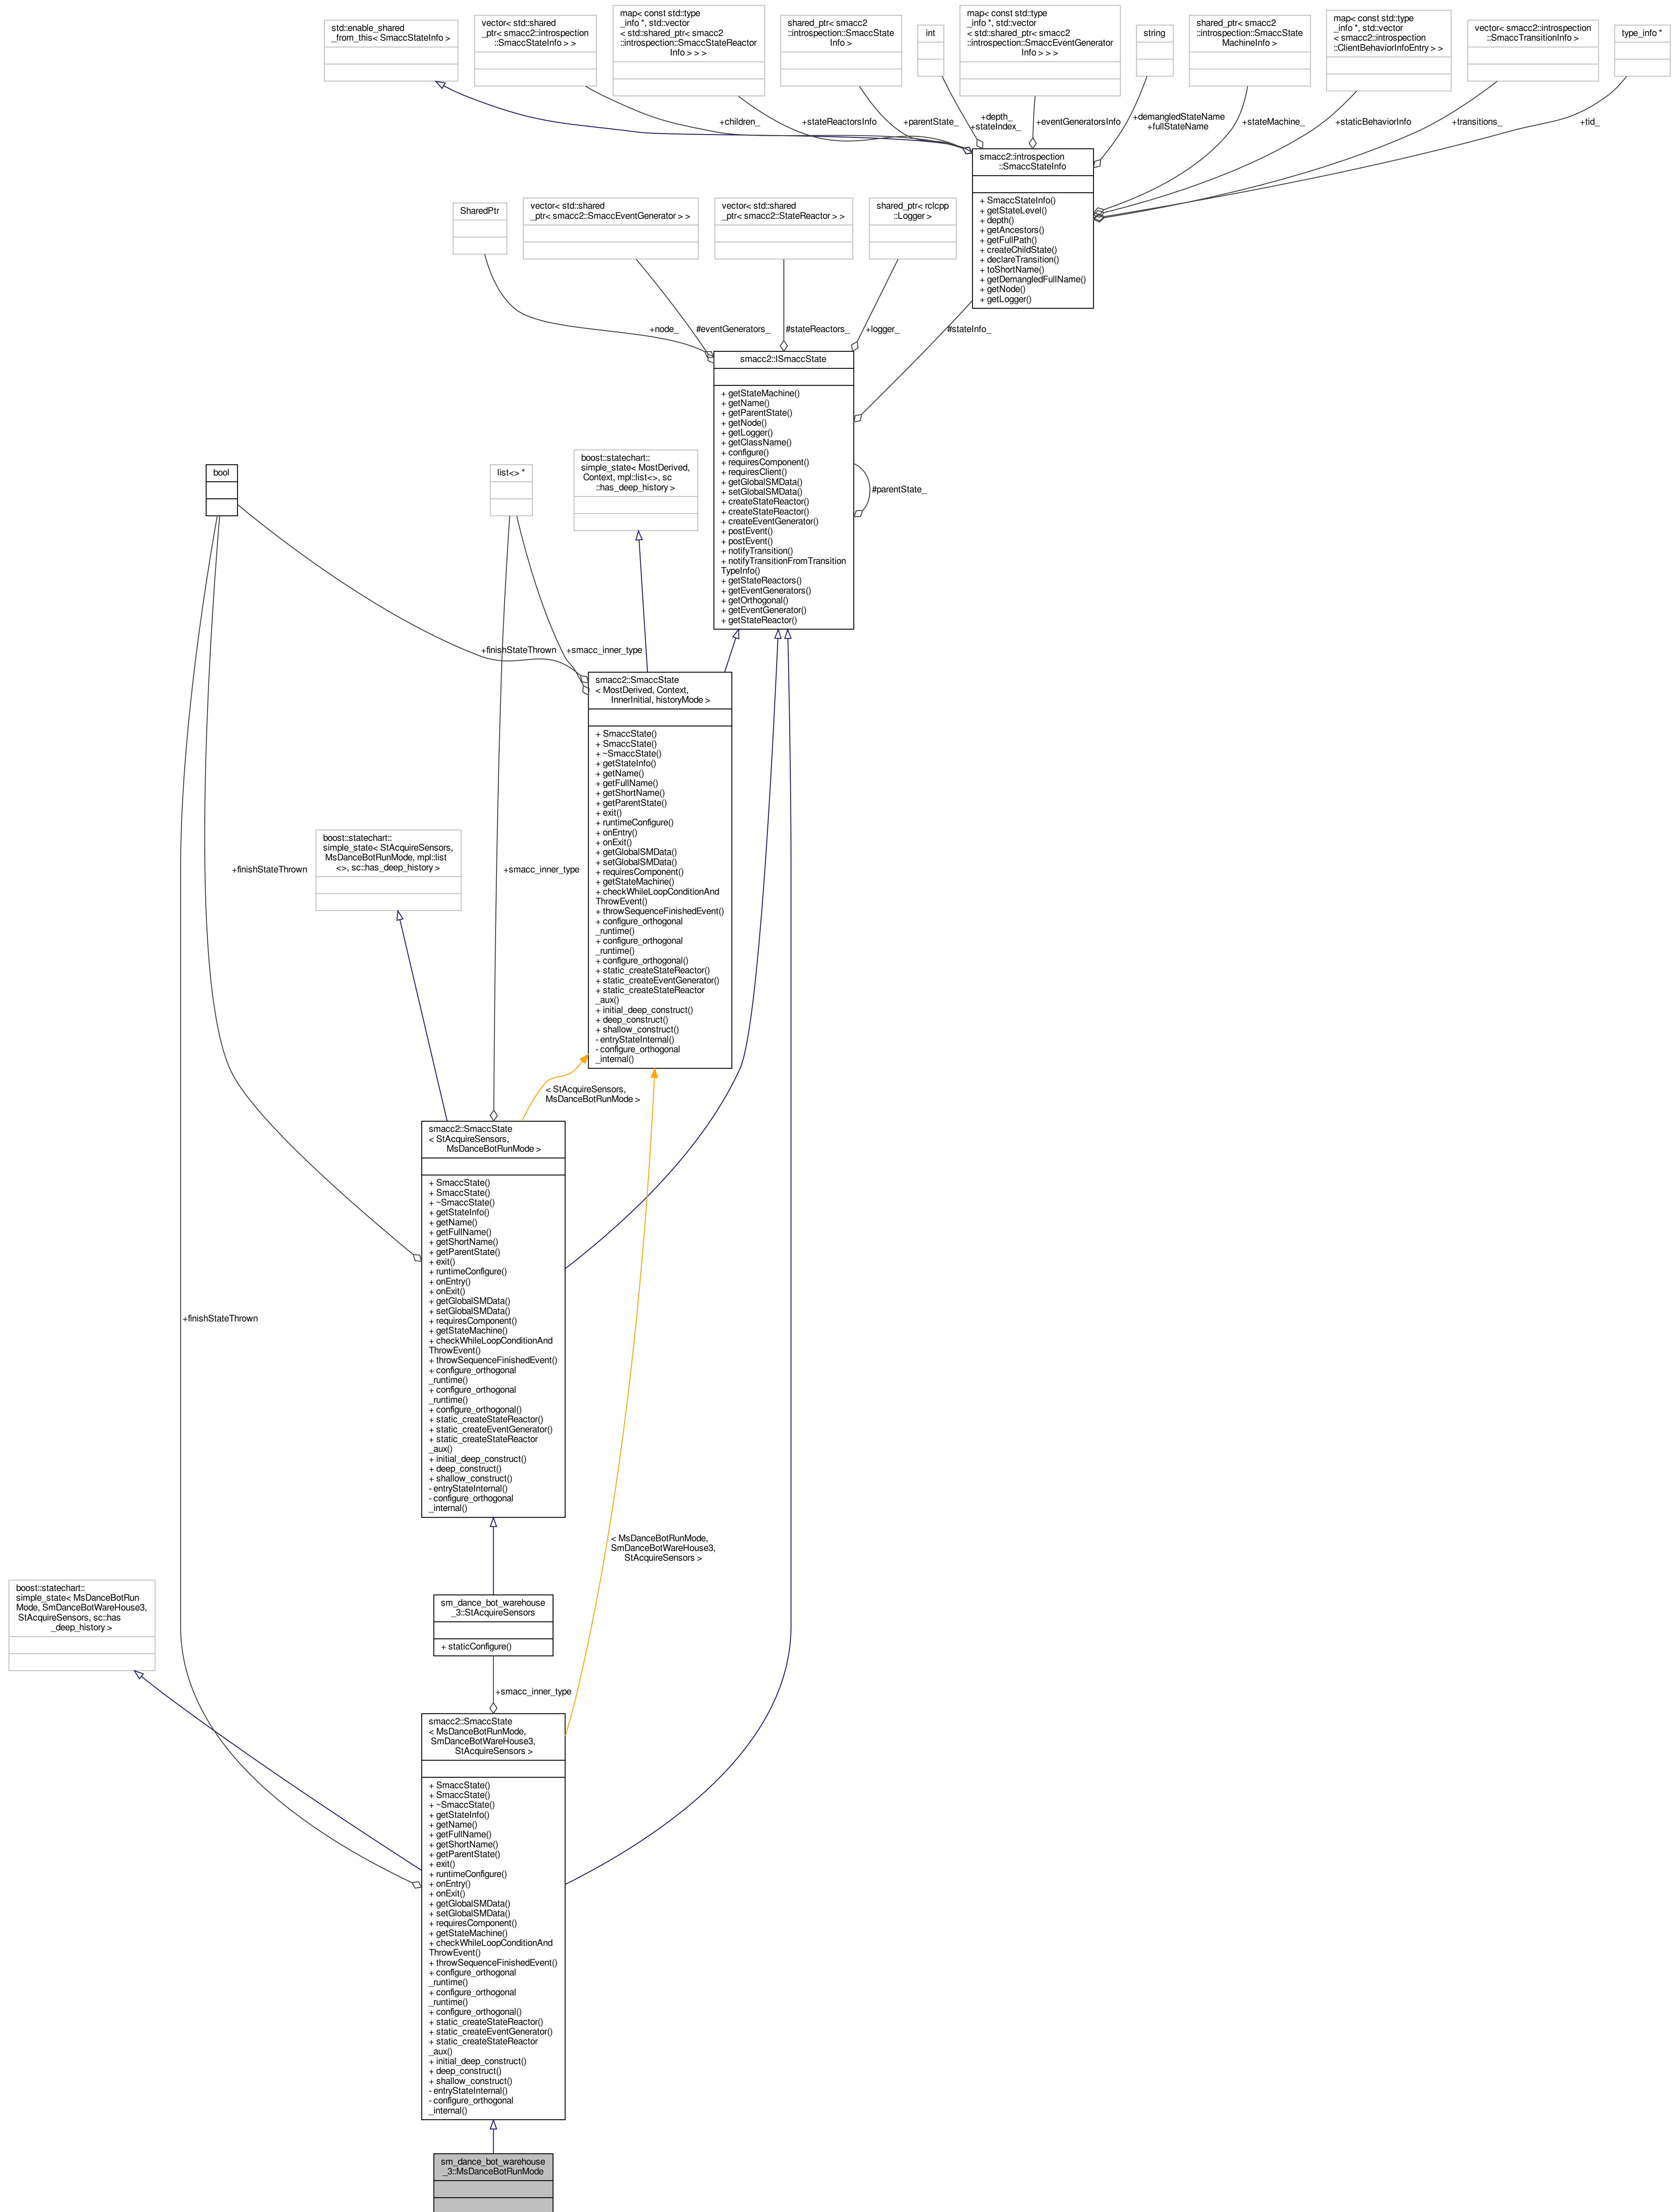 std::enable_shared
_from_this< SmaccStateInfo >
vector< std::shared
_ptr< smacc2::introspection
::SmaccStateInfo > >
map< const std::type
_info *, std::vector
< std::shared_ptr< smacc2
::introspection::SmaccStateReactor
Info > > >
shared_ptr< smacc2
::introspection::SmaccState
Info >
int
map< const std::type
_info *, std::vector
< std::shared_ptr< smacc2
::introspection::SmaccEventGenerator
Info > > >
string
shared_ptr< smacc2
::introspection::SmaccState
MachineInfo >
map< const std::type
_info *, std::vector
< smacc2::introspection
::ClientBehaviorInfoEntry > >
vector< smacc2::introspection
::SmaccTransitionInfo >
type_info *
+children_
+stateReactorsInfo
+parentState_
+depth_
+stateIndex_
+eventGeneratorsInfo
+demangledStateName
+fullStateName
+stateMachine_
+staticBehaviorInfo
+transitions_
+tid_
smacc2::introspection
::SmaccStateInfo
+ SmaccStateInfo()
+ getStateLevel()
+ depth()
+ getAncestors()
+ getFullPath()
+ createChildState()
+ declareTransition()
+ toShortName()
+ getDemangledFullName()
+ getNode()
+ getLogger()
SharedPtr
vector< std::shared
_ptr< smacc2::SmaccEventGenerator > >
vector< std::shared
_ptr< smacc2::StateReactor > >
shared_ptr< rclcpp
::Logger >
+node_
#eventGenerators_
#stateReactors_
+logger_
#stateInfo_
smacc2::ISmaccState
+ getStateMachine()
+ getName()
+ getParentState()
+ getNode()
+ getLogger()
+ getClassName()
+ configure()
+ requiresComponent()
+ requiresClient()
+ getGlobalSMData()
+ setGlobalSMData()
+ createStateReactor()
+ createStateReactor()
+ createEventGenerator()
+ postEvent()
+ postEvent()
+ notifyTransition()
+ notifyTransitionFromTransition
TypeInfo()
+ getStateReactors()
+ getEventGenerators()
+ getOrthogonal()
+ getEventGenerator()
+ getStateReactor()
#parentState_
bool
list<> *
boost::statechart::
simple_state< MostDerived,
Context, mpl::list<>, sc
::has_deep_history >
+finishStateThrown
+smacc_inner_type
smacc2::SmaccState
< MostDerived, Context,
InnerInitial, historyMode >
+ SmaccState()
+ SmaccState()
+ ~SmaccState()
+ getStateInfo()
+ getName()
+ getFullName()
+ getShortName()
+ getParentState()
+ exit()
+ runtimeConfigure()
+ onEntry()
+ onExit()
+ getGlobalSMData()
+ setGlobalSMData()
+ requiresComponent()
+ getStateMachine()
+ checkWhileLoopConditionAnd
ThrowEvent()
+ throwSequenceFinishedEvent()
+ configure_orthogonal
_runtime()
+ configure_orthogonal
_runtime()
+ configure_orthogonal()
+ static_createStateReactor()
+ static_createEventGenerator()
+ static_createStateReactor
_aux()
+ initial_deep_construct()
+ deep_construct()
+ shallow_construct()
- entryStateInternal()
- configure_orthogonal
_internal()
boost::statechart::
simple_state< StAcquireSensors,
MsDanceBotRunMode, mpl::list
<>, sc::has_deep_history >
+finishStateThrown
+smacc_inner_type
< StAcquireSensors,
MsDanceBotRunMode >
smacc2::SmaccState
< StAcquireSensors,
MsDanceBotRunMode >
+ SmaccState()
+ SmaccState()
+ ~SmaccState()
+ getStateInfo()
+ getName()
+ getFullName()
+ getShortName()
+ getParentState()
+ exit()
+ runtimeConfigure()
+ onEntry()
+ onExit()
+ getGlobalSMData()
+ setGlobalSMData()
+ requiresComponent()
+ getStateMachine()
+ checkWhileLoopConditionAnd
ThrowEvent()
+ throwSequenceFinishedEvent()
+ configure_orthogonal
_runtime()
+ configure_orthogonal
_runtime()
+ configure_orthogonal()
+ static_createStateReactor()
+ static_createEventGenerator()
+ static_createStateReactor
_aux()
+ initial_deep_construct()
+ deep_construct()
+ shallow_construct()
- entryStateInternal()
- configure_orthogonal
_internal()
+finishStateThrown
< MsDanceBotRunMode,
SmDanceBotWareHouse3,
StAcquireSensors >
boost::statechart::
simple_state< MsDanceBotRun
Mode, SmDanceBotWareHouse3,
StAcquireSensors, sc::has
_deep_history >
sm_dance_bot_warehouse
_3::StAcquireSensors
+ staticConfigure()
+smacc_inner_type
smacc2::SmaccState
< MsDanceBotRunMode,
SmDanceBotWareHouse3,
StAcquireSensors >
+ SmaccState()
+ SmaccState()
+ ~SmaccState()
+ getStateInfo()
+ getName()
+ getFullName()
+ getShortName()
+ getParentState()
+ exit()
+ runtimeConfigure()
+ onEntry()
+ onExit()
+ getGlobalSMData()
+ setGlobalSMData()
+ requiresComponent()
+ getStateMachine()
+ checkWhileLoopConditionAnd
ThrowEvent()
+ throwSequenceFinishedEvent()
+ configure_orthogonal
_runtime()
+ configure_orthogonal
_runtime()
+ configure_orthogonal()
+ static_createStateReactor()
+ static_createEventGenerator()
+ static_createStateReactor
_aux()
+ initial_deep_construct()
+ deep_construct()
+ shallow_construct()
- entryStateInternal()
- configure_orthogonal
_internal()
sm_dance_bot_warehouse
_3::MsDanceBotRunMode